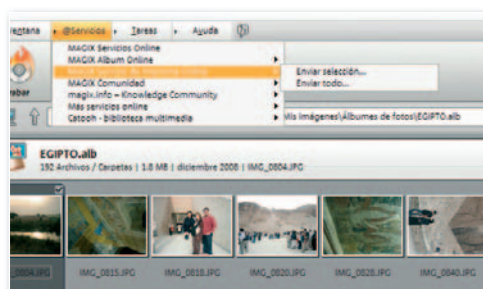 @Servicios Tareas Ayuda
MAGIX Servicios Online
MAGIX Album Online
Enviar selección...
MAGIX Comunidad
Enviar todo...
magix.info – Knowledge Community
Más servicios online
Catooh - biblioteca multimedia
Mis imágenes\Álbumes de fotos\EGIPTO.alb
EGIPTO.alb
192 Archivos / Carpetas | 1.8 MB | diciembre 2008 | IMG_0804.JPG
IMG_0804.JPG IMG_0815.JPG IMG_0818.JPG IMG_0820.JPG IMG_0828.JPG IMG_0840.JPG